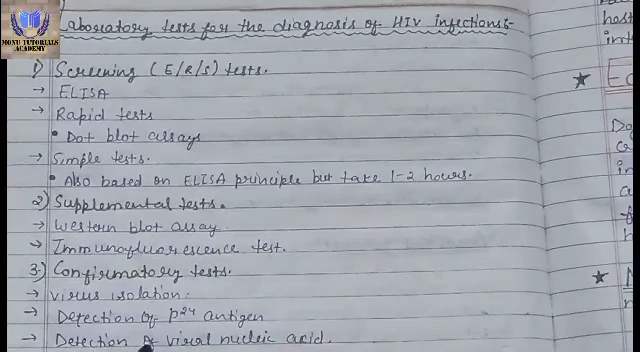 MONU TUTORIALS
ACADEMY
Laboratory tests for the diagnosis of HIV infections:-
1) Screening (E/R/S) tests.
→ ELISA
→ Rapid tests
• Dot blot assays
→ Simple tests.
• Also based on ELISA principle but take 1-2 hours.
2) Supplemental tests.
→ Western blot assay.
→ Immunofluorescence test.
3) Confirmatory tests.
→ Virus isolation.
→ Detection of p24 antigen
→ Detection of viral nucleic acid.